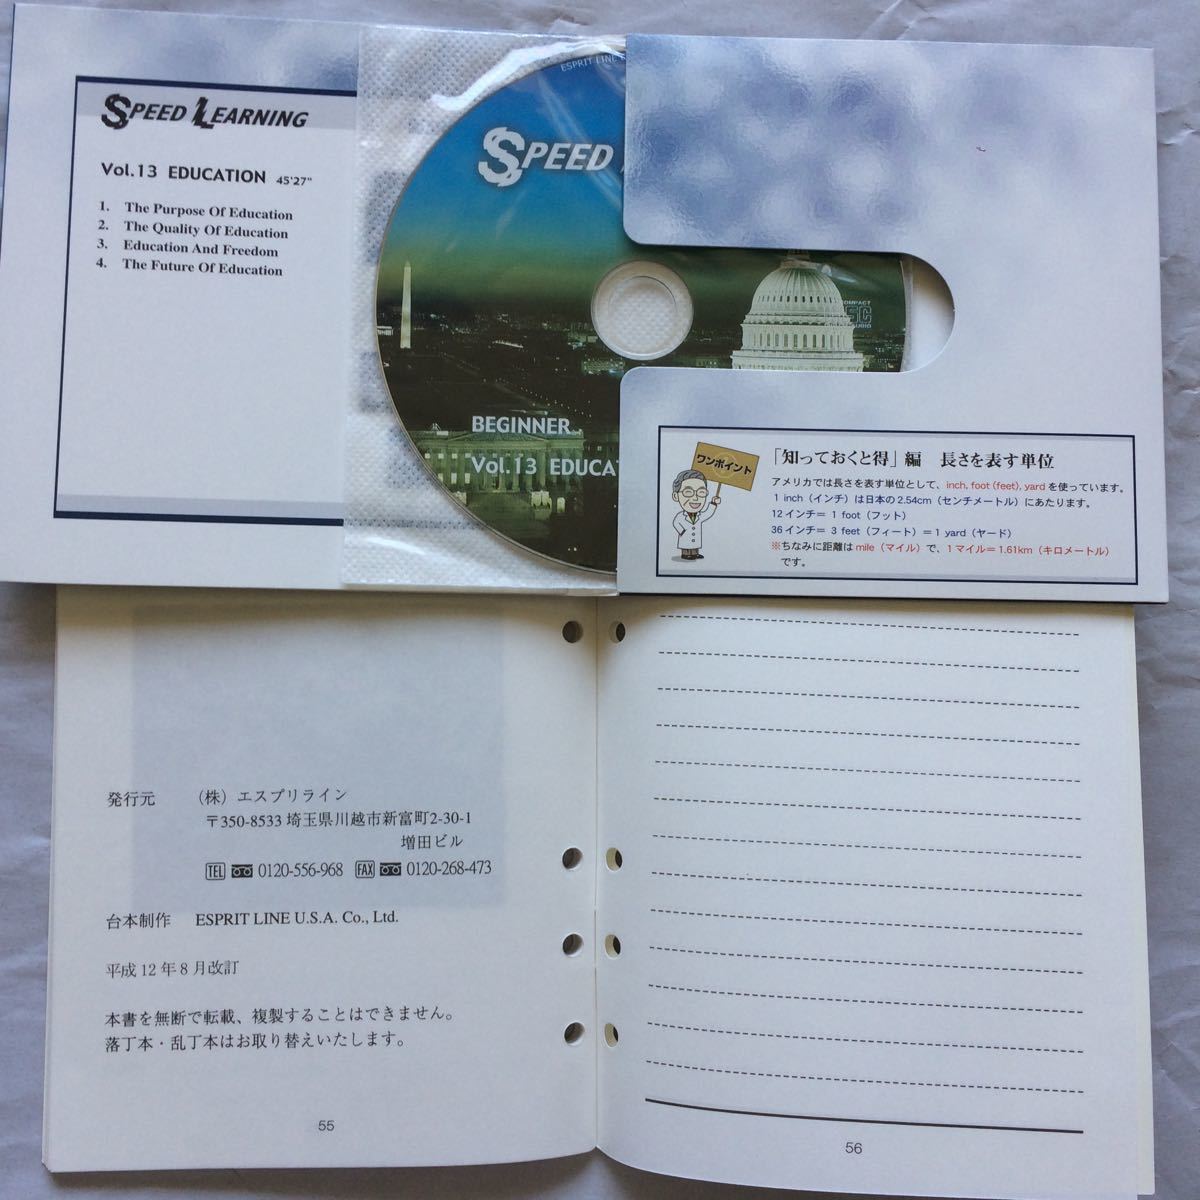 SPEED LEARNING
Vol.13 EDUCATION 45'27"
1. The Purpose Of Education
2. The Quality Of Education
3. Education And Freedom
4. The Future Of Education
ESPRIT LINE
SPEED
COMPACT
BEGINNER
Vol.13 EDUCA
ワンポイント
「知っておくと得」編 長さを表す単位
アメリカでは長さを表す単位として、inch, foot (feet), yard を使っています。
1 inch（インチ）は日本の 2.54cm（センチメートル）にあたります。
12インチ＝ 1 foot（フット）
36インチ＝ 3 feet（フィート）＝1 yard（ヤード）
※ちなみに距離は mile（マイル）で、1マイル＝1.61km（キロメートル）
です。
発行元 （株）エスプリライン
〒350-8533 埼玉県川越市新富町2-30-1
増田ビル
TEL 0120-556-968 FAX 0120-268-473
台本制作 ESPRIT LINE U.S.A. Co., Ltd.
平成12年8月改訂
本書を無断で転載、複製することはできません。
落丁本・乱丁本はお取り替えいたします。
55
56